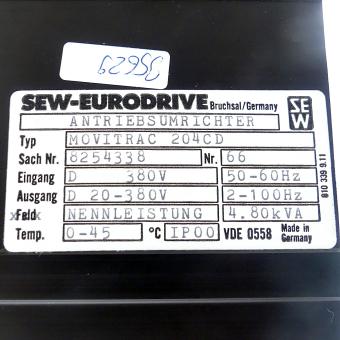 35629
SEW-EURODRIVE Bruchsal/Germany SEW
ANTRIEBSUMRICHTER
Typ MOVITRAC 204CD
Sach Nr. 8254338 Nr. 66
Eingang D 380V 50-60Hz
Ausgang D 20-380V 2-100Hz
Feld: NENNLEISTUNG 4.80kVA
Temp. 0-45 °C IP00 VDE 0558 Made in Germany
810 339 9.11